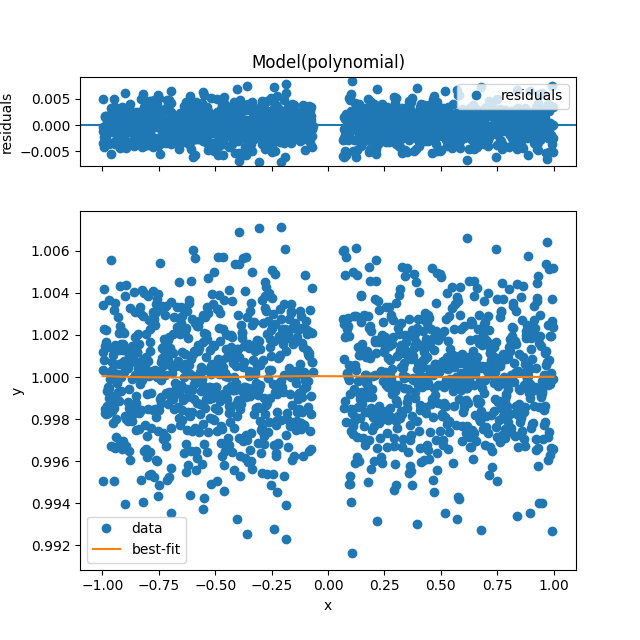 Model(polynomial)
residuals
0.005
0.000
−0.005
residuals
y
1.006
1.004
1.002
1.000
0.998
0.996
0.994
0.992
data
best-fit
−1.00 −0.75 −0.50 −0.25 0.00 0.25 0.50 0.75 1.00
x